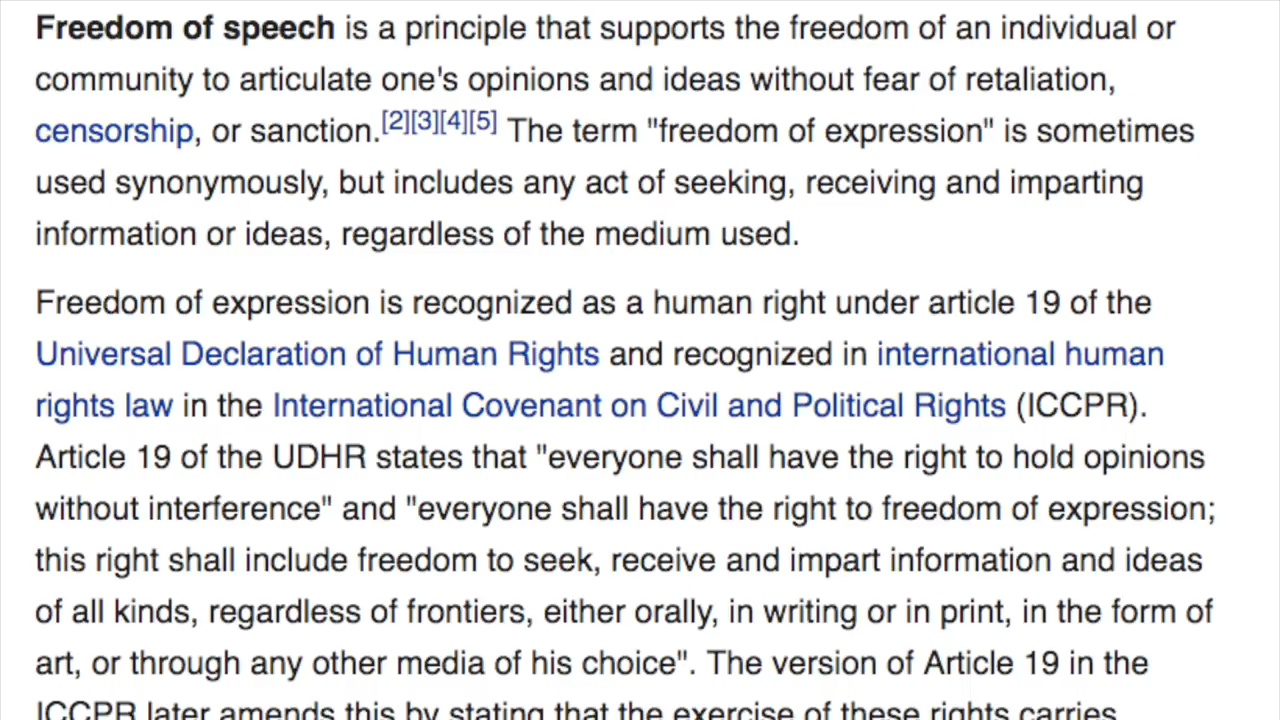 Freedom of speech is a principle that supports the freedom of an individual or
community to articulate one's opinions and ideas without fear of retaliation,
censorship, or sanction.[2][3][4][5] The term "freedom of expression" is sometimes
used synonymously, but includes any act of seeking, receiving and imparting
information or ideas, regardless of the medium used.
Freedom of expression is recognized as a human right under article 19 of the
Universal Declaration of Human Rights and recognized in international human
rights law in the International Covenant on Civil and Political Rights (ICCPR).
Article 19 of the UDHR states that "everyone shall have the right to hold opinions
without interference" and "everyone shall have the right to freedom of expression;
this right shall include freedom to seek, receive and impart information and ideas
of all kinds, regardless of frontiers, either orally, in writing or in print, in the form of
art, or through any other media of his choice". The version of Article 19 in the
ICCPR later amends this by stating that the exercise of these rights carries